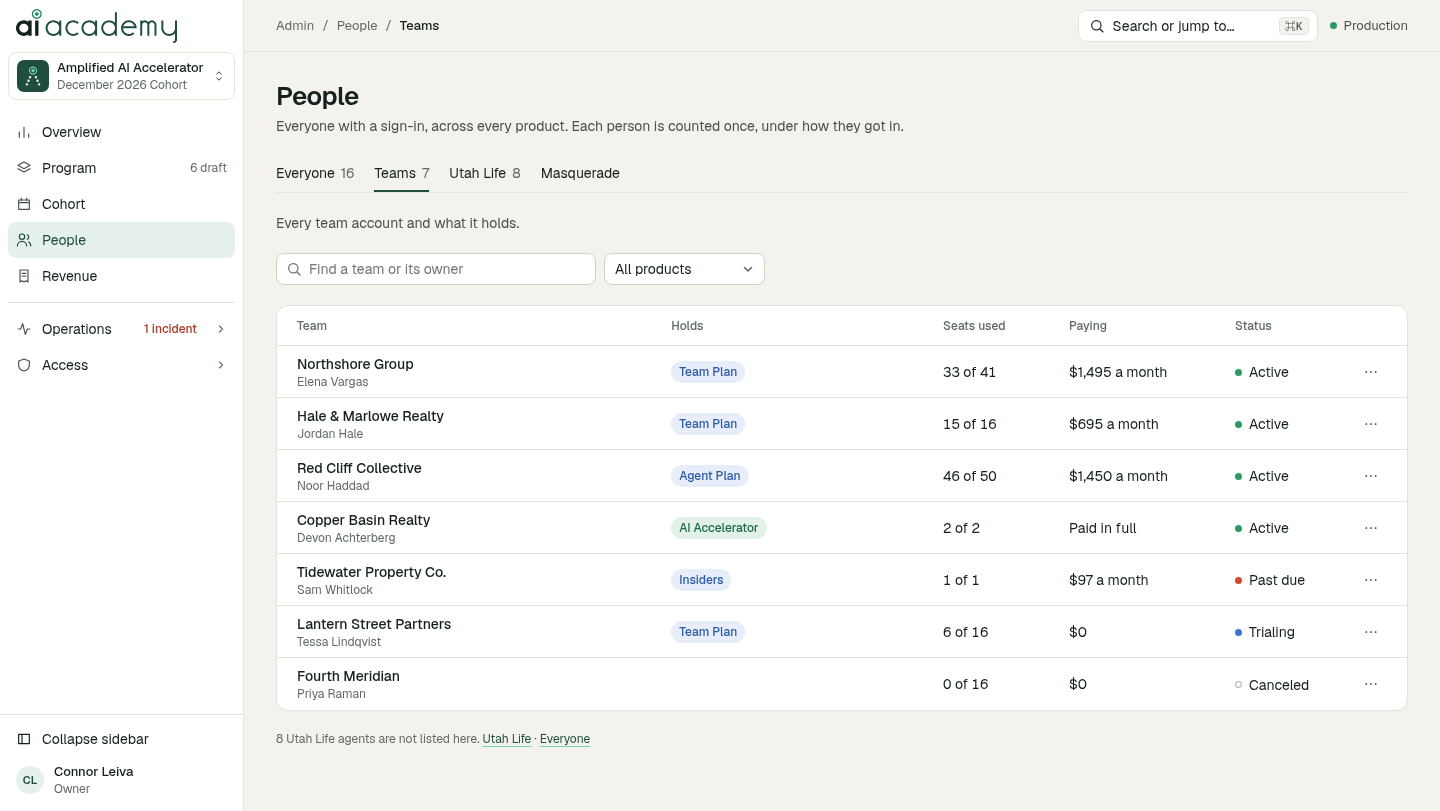 ai academy
Amplified AI Accelerator
December 2026 Cohort
Overview
Program 6 draft
Cohort
People
Revenue
Operations 1 incident
Access
Collapse sidebar
CL
Connor Leiva
Owner
Admin / People / Teams
Search or jump to… ⌘K
Production
People
Everyone with a sign-in, across every product. Each person is counted once, under how they got in.
Everyone 16 Teams 7 Utah Life 8 Masquerade
Every team account and what it holds.
Find a team or its owner
All products
Team Holds Seats used Paying Status
Northshore Group
Elena Vargas
Team Plan 33 of 41 $1,495 a month Active ···
Hale & Marlowe Realty
Jordan Hale
Team Plan 15 of 16 $695 a month Active ···
Red Cliff Collective
Noor Haddad
Agent Plan 46 of 50 $1,450 a month Active ···
Copper Basin Realty
Devon Achterberg
AI Accelerator 2 of 2 Paid in full Active ···
Tidewater Property Co.
Sam Whitlock
Insiders 1 of 1 $97 a month Past due ···
Lantern Street Partners
Tessa Lindqvist
Team Plan 6 of 16 $0 Trialing ···
Fourth Meridian
Priya Raman
0 of 16 $0 Canceled ···
8 Utah Life agents are not listed here. Utah Life · Everyone